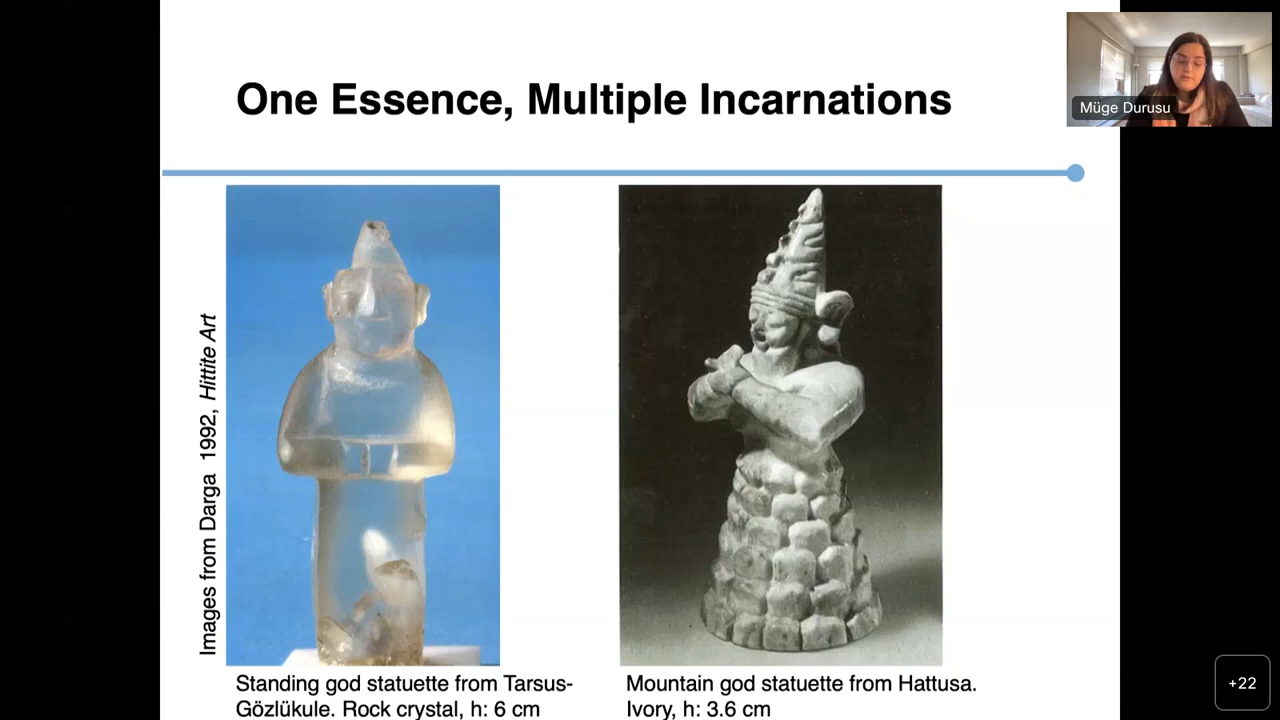 One Essence, Multiple Incarnations
Müge Durusu
Images from Darga 1992, Hittite Art
Standing god statuette from Tarsus-
Gözlükule. Rock crystal, h: 6 cm
Mountain god statuette from Hattusa.
Ivory, h: 3.6 cm
+22